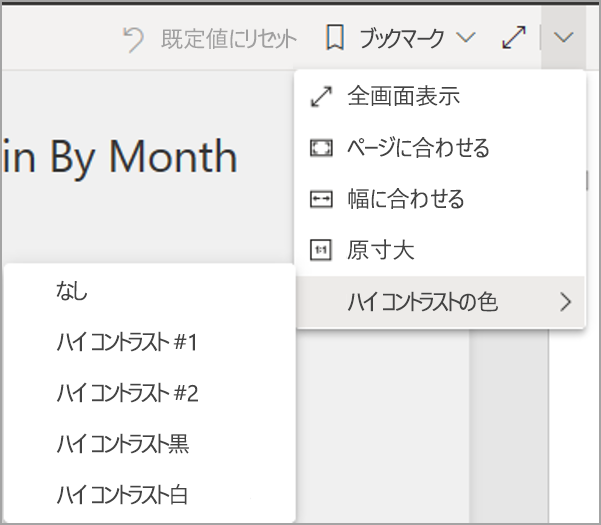 既定値にリセット ブックマーク
全画面表示
in By Month
ページに合わせる
幅に合わせる
1:1 原寸大
ハイ コントラストの色
なし
ハイ コントラスト #1
ハイ コントラスト #2
ハイ コントラスト黒
ハイ コントラスト白